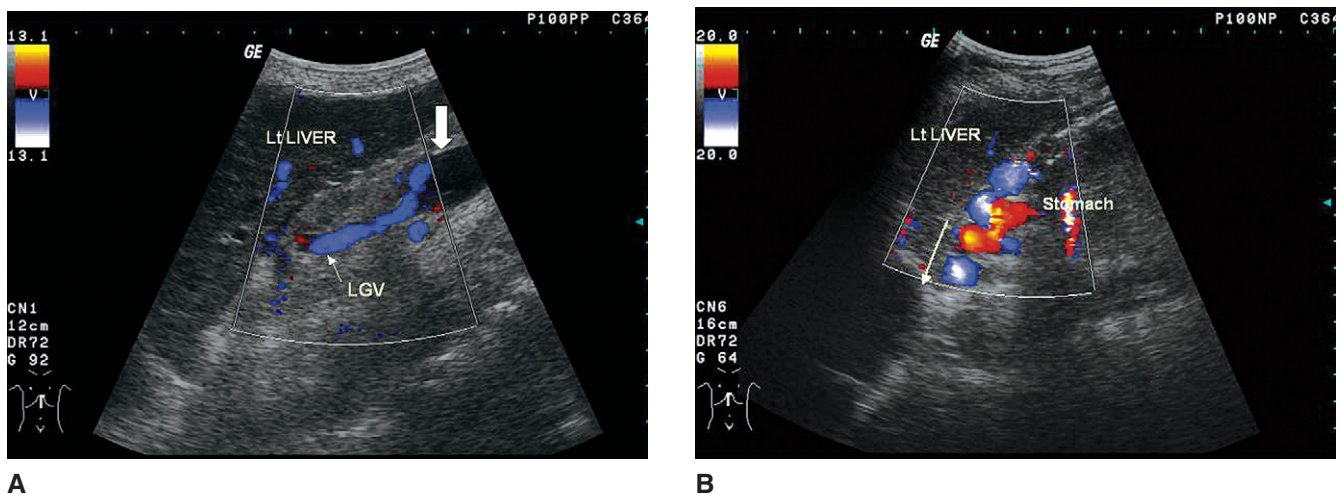 P100PP C364
13.1
GE
V
Lt LIVER
13.1
LGV
CN1
12cm
DR72
G 92
A
P100NP C364
20.0
GE
V
Lt LIVER
20.0
Stomach
CN6
16cm
DR72
G 64
B